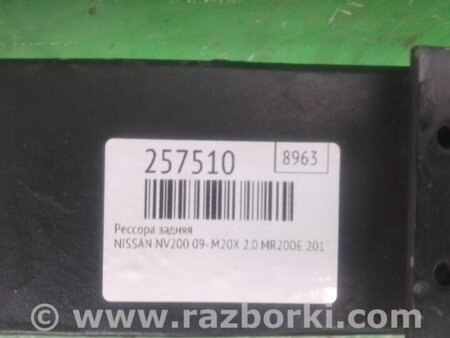 257510
8963
Рессора задняя
NISSAN NV200 09- M20X 2.0 MR20DE 201
© www.razborki.com